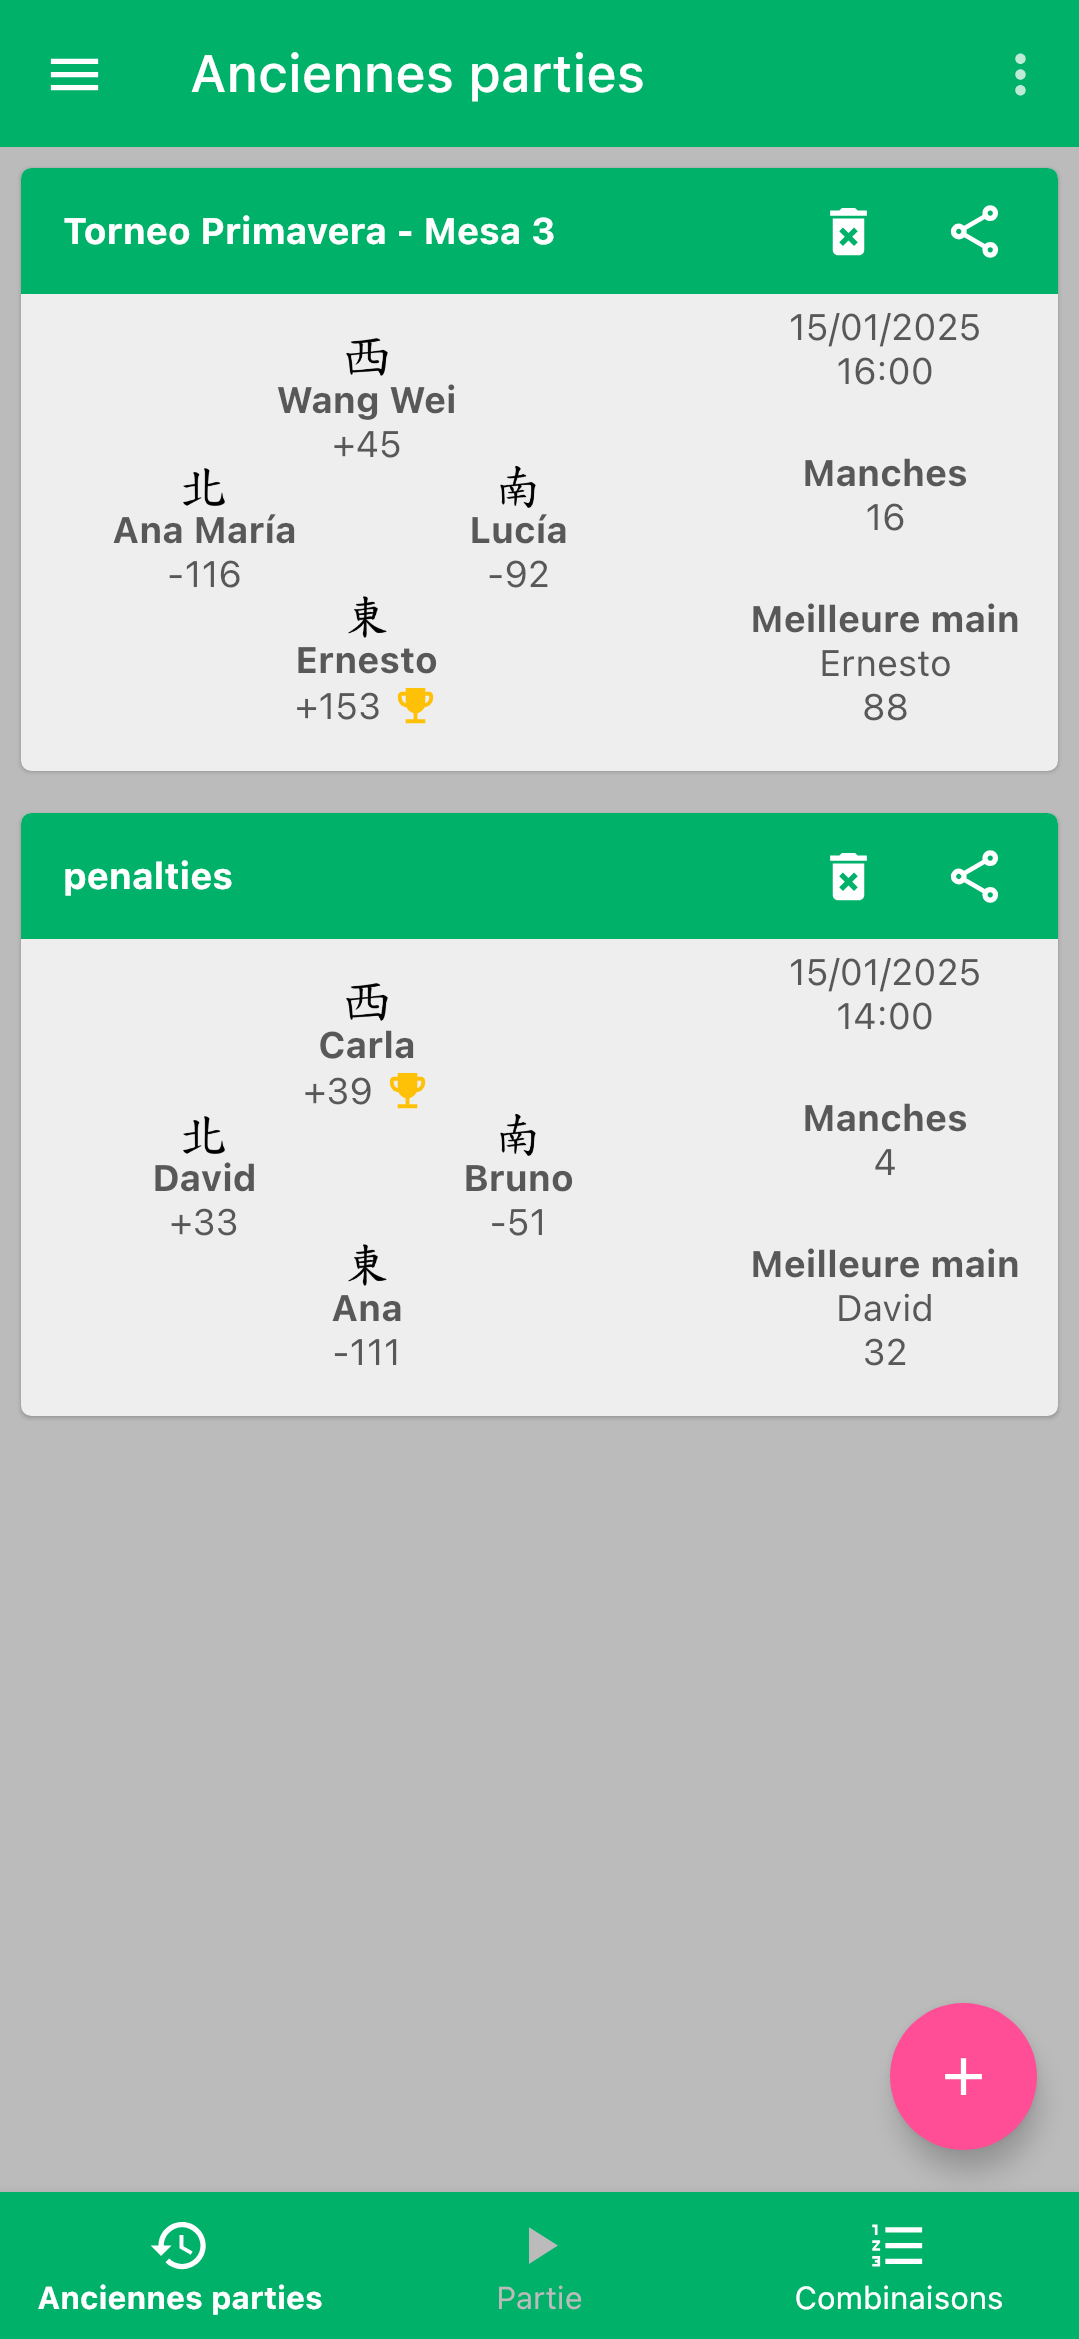 Anciennes parties
Torneo Primavera - Mesa 3
西
Wang Wei
+45
北
Ana María
-116
南
Lucía
-92
東
Ernesto
+153
15/01/2025
16:00
Manches
16
Meilleure main
Ernesto
88
penalties
西
Carla
+39
北
David
+33
南
Bruno
-51
東
Ana
-111
15/01/2025
14:00
Manches
4
Meilleure main
David
32
Anciennes parties
Partie
Combinaisons